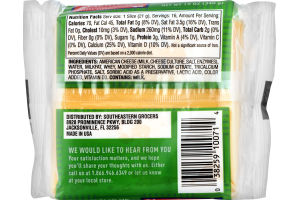 Nutrition Facts Serv. size: 1 Slice (21 g), Servings: 16, Amount Per Serving:
Calories 70, Fat Cal 45, Total Fat 5g (8% DV), Sat. Fat 3.5g (16% DV), Trans
Fat 0g, Cholest 10mg (3% DV), Sodium 260mg (11% DV), Total Carb 2g
(0% DV), Fiber 0g (0% DV), Sugars 1g, Protein 3g, Vitamin A (4% DV), Vitamin C
(0% DV), Calcium (25% DV), Vitamin D (10% DV). Not a significant source of iron.
Percent Daily Values (DV) are based on a 2,000 calorie diet.
INGREDIENTS: AMERICAN CHEESE (MILK, CHEESE CULTURE, SALT, ENZYMES),
WATER, MILKFAT, WHEY, MODIFIED STARCH, SODIUM CITRATE, TRICALCIUM
PHOSPHATE, SALT, SORBIC ACID AS A PRESERVATIVE, LACTIC ACID, COLOR
ADDED, VITAMIN D3. CONTAINS: MILK.
DISTRIBUTED BY: SOUTHEASTERN GROCERS
8928 PROMINENCE PKWY, BLDG 200
JACKSONVILLE, FL 32256
MADE IN USA
WE WOULD LIKE TO HEAR FROM YOU
Your satisfaction matters, and we hope
you'll share your thoughts with us. Either
call us at 1.866.946.6349 or let us know
at your local store.
0 38259 10071 4